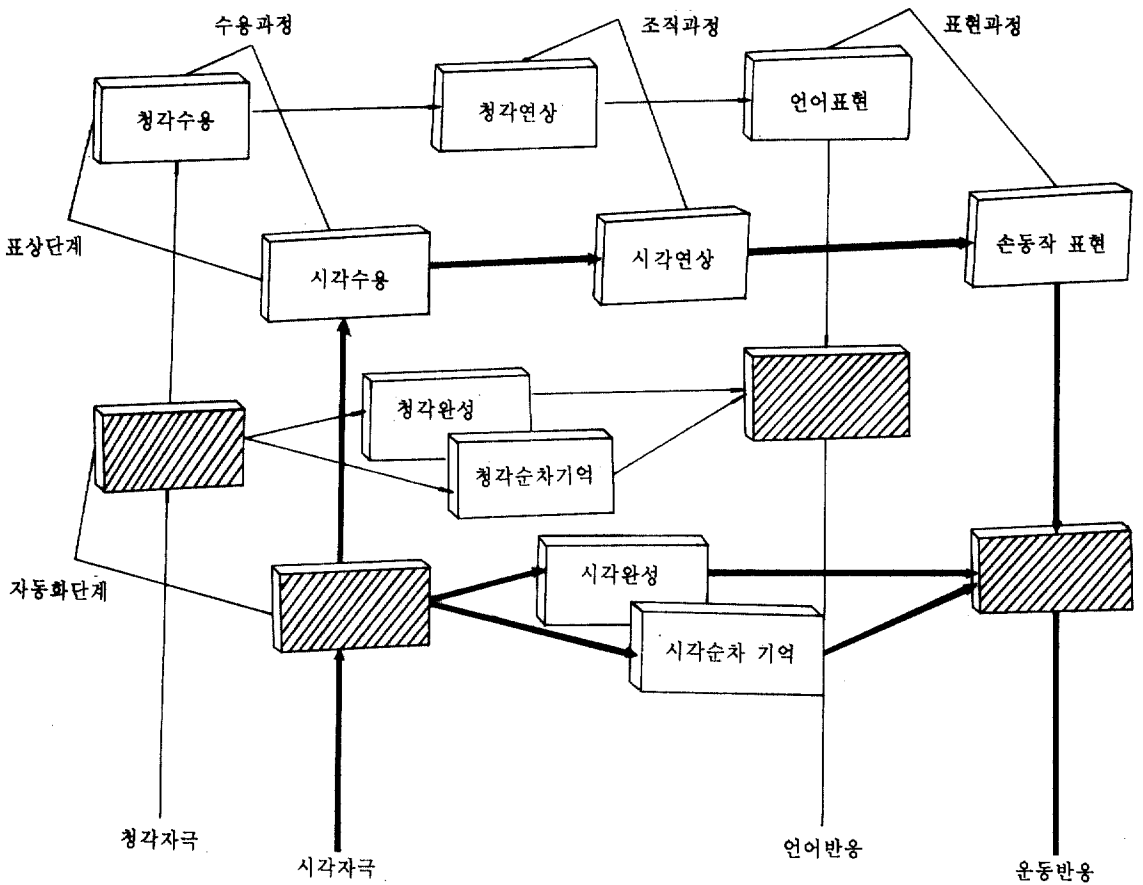 수용과정
조직과정
표현과정
청각수용
청각연상
언어표현
표상단계
시각수용
시각연상
손동작 표현
청각완성
청각순차기억
자동화단계
시각완성
시각순차 기억
청각자극
시각자극
언어반응
운동반응